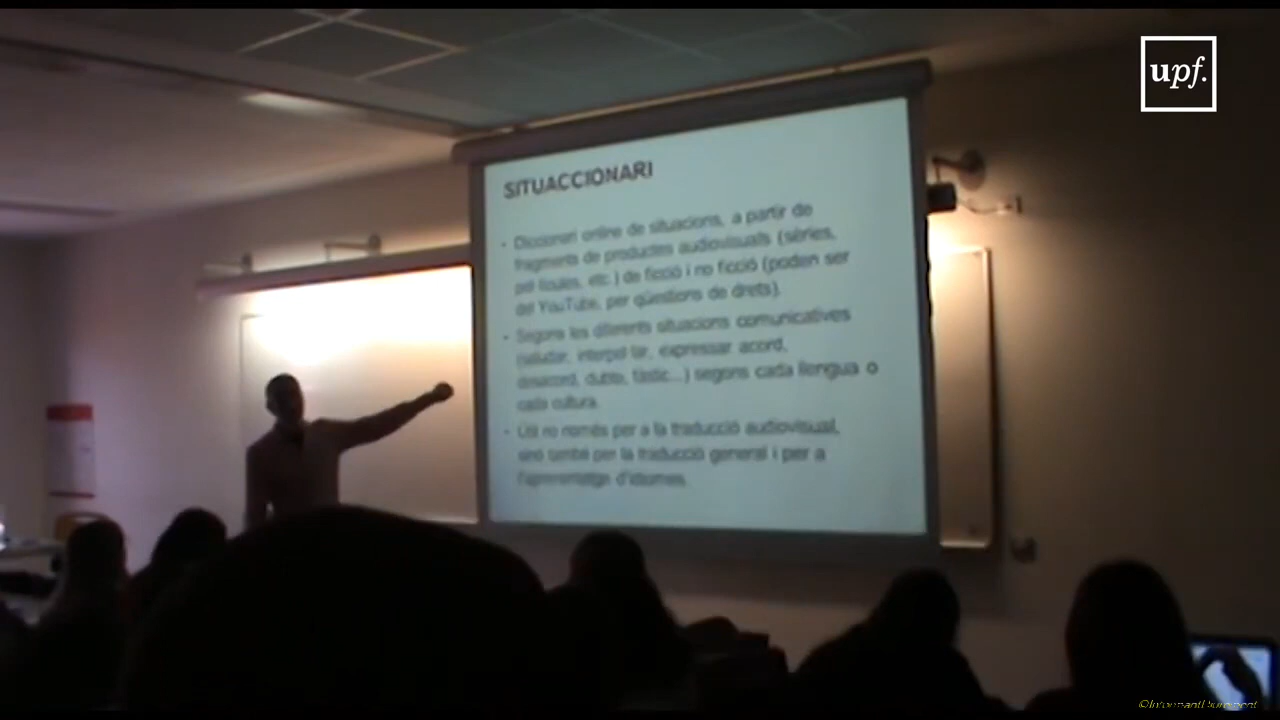 upf.
SITUACCIONARI
• Diccionari online de situacions, a partir de
fragments de productes audiovisuals (sèries,
pel·lícules, etc.) de ficció i no ficció (poden ser
del YouTube, per qüestions de drets).
• Segons les diferents situacions comunicatives
(saludar, interpel·lar, expressar acord,
desacord, dubte, fàstic...) segons cada llengua o
cada cultura.
• Útil no només per a la traducció audiovisual,
sinó també per la traducció general i per a
l'aprenentatge d'idiomes.